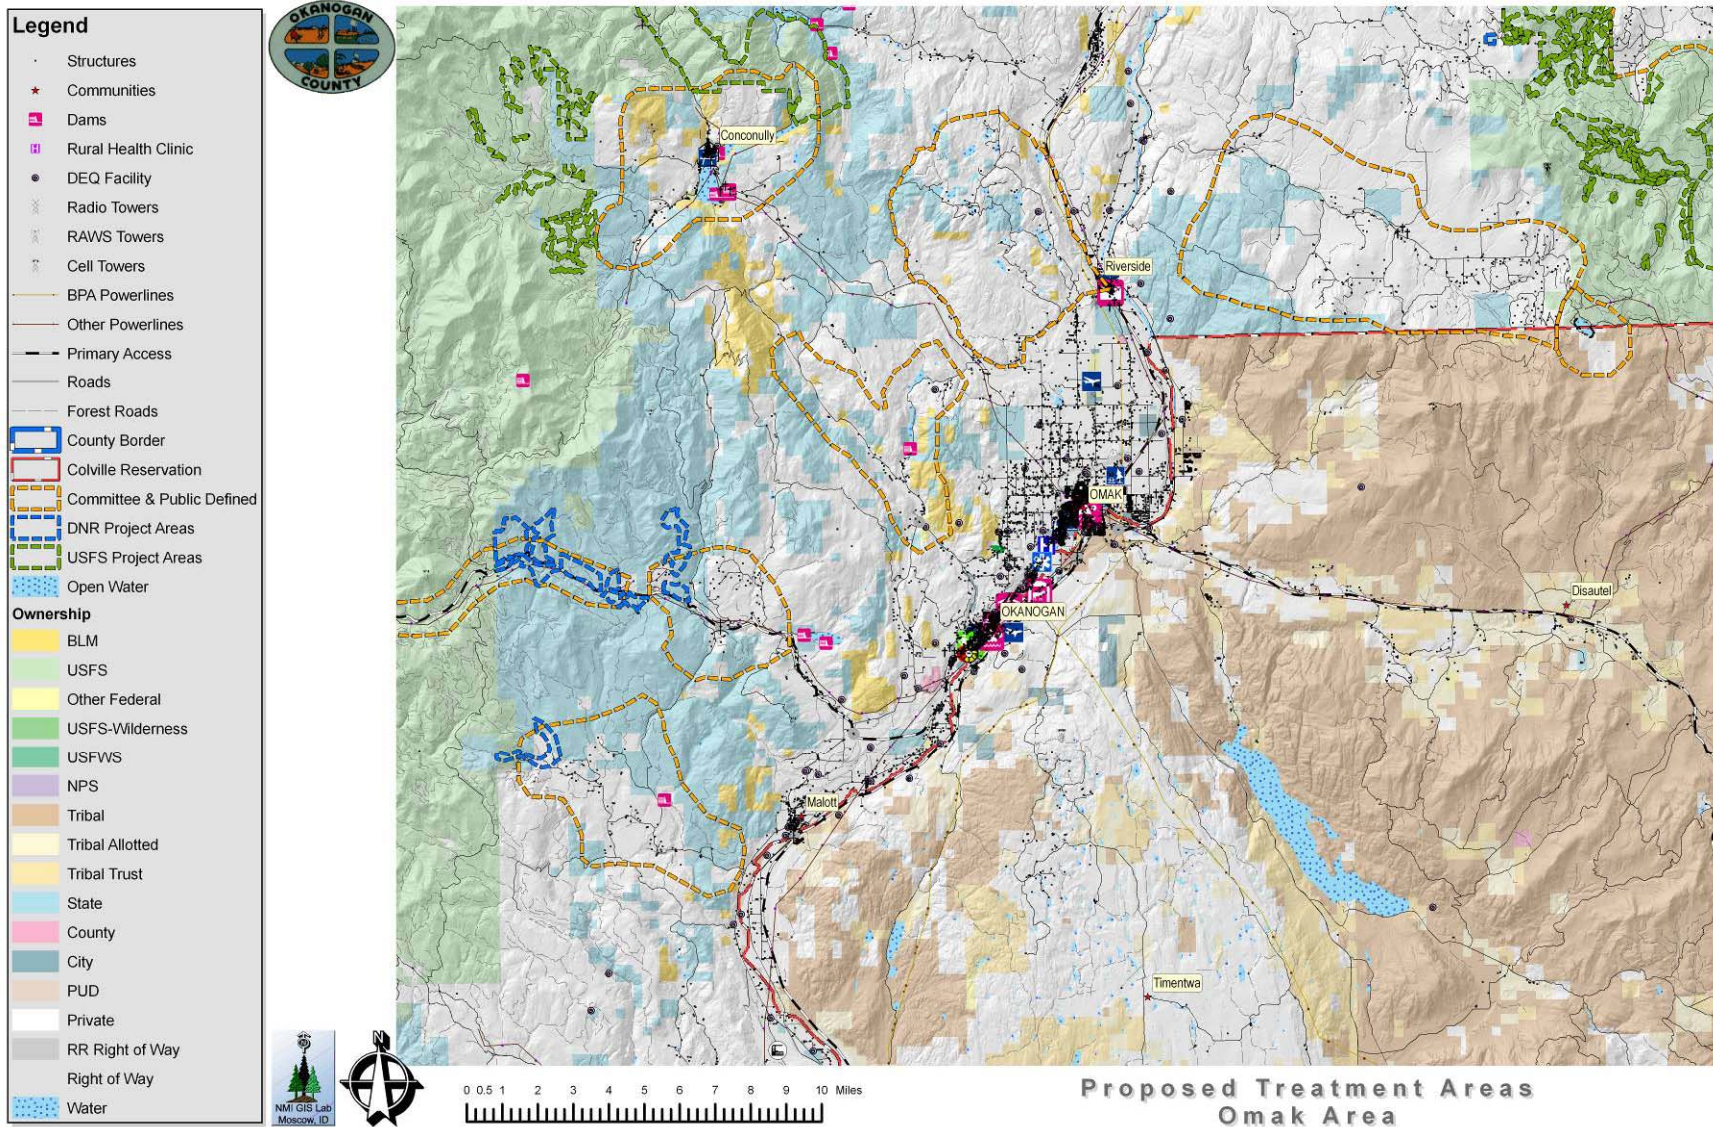 Legend
Structures
Communities
Dams
Rural Health Clinic
DEQ Facility
Radio Towers
RAWS Towers
Cell Towers
BPA Powerlines
Other Powerlines
Primary Access
Roads
Forest Roads
County Border
Colville Reservation
Committee & Public Defined
DNR Project Areas
USFS Project Areas
Open Water
Ownership
BLM
USFS
Other Federal
USFS-Wilderness
USFWS
NPS
Tribal
Tribal Allotted
Tribal Trust
State
County
City
PUD
Private
RR Right of Way
Right of Way
Water
OKANOGAN
COUNTY
Conconully
Riverside
OMAK
OKANOGAN
Disautel
Malott
Timentwa
NMI GIS Lab
Moscow, ID
N
0 0.5 1 2 3 4 5 6 7 8 9 10 Miles
Proposed Treatment Areas
Omak Area